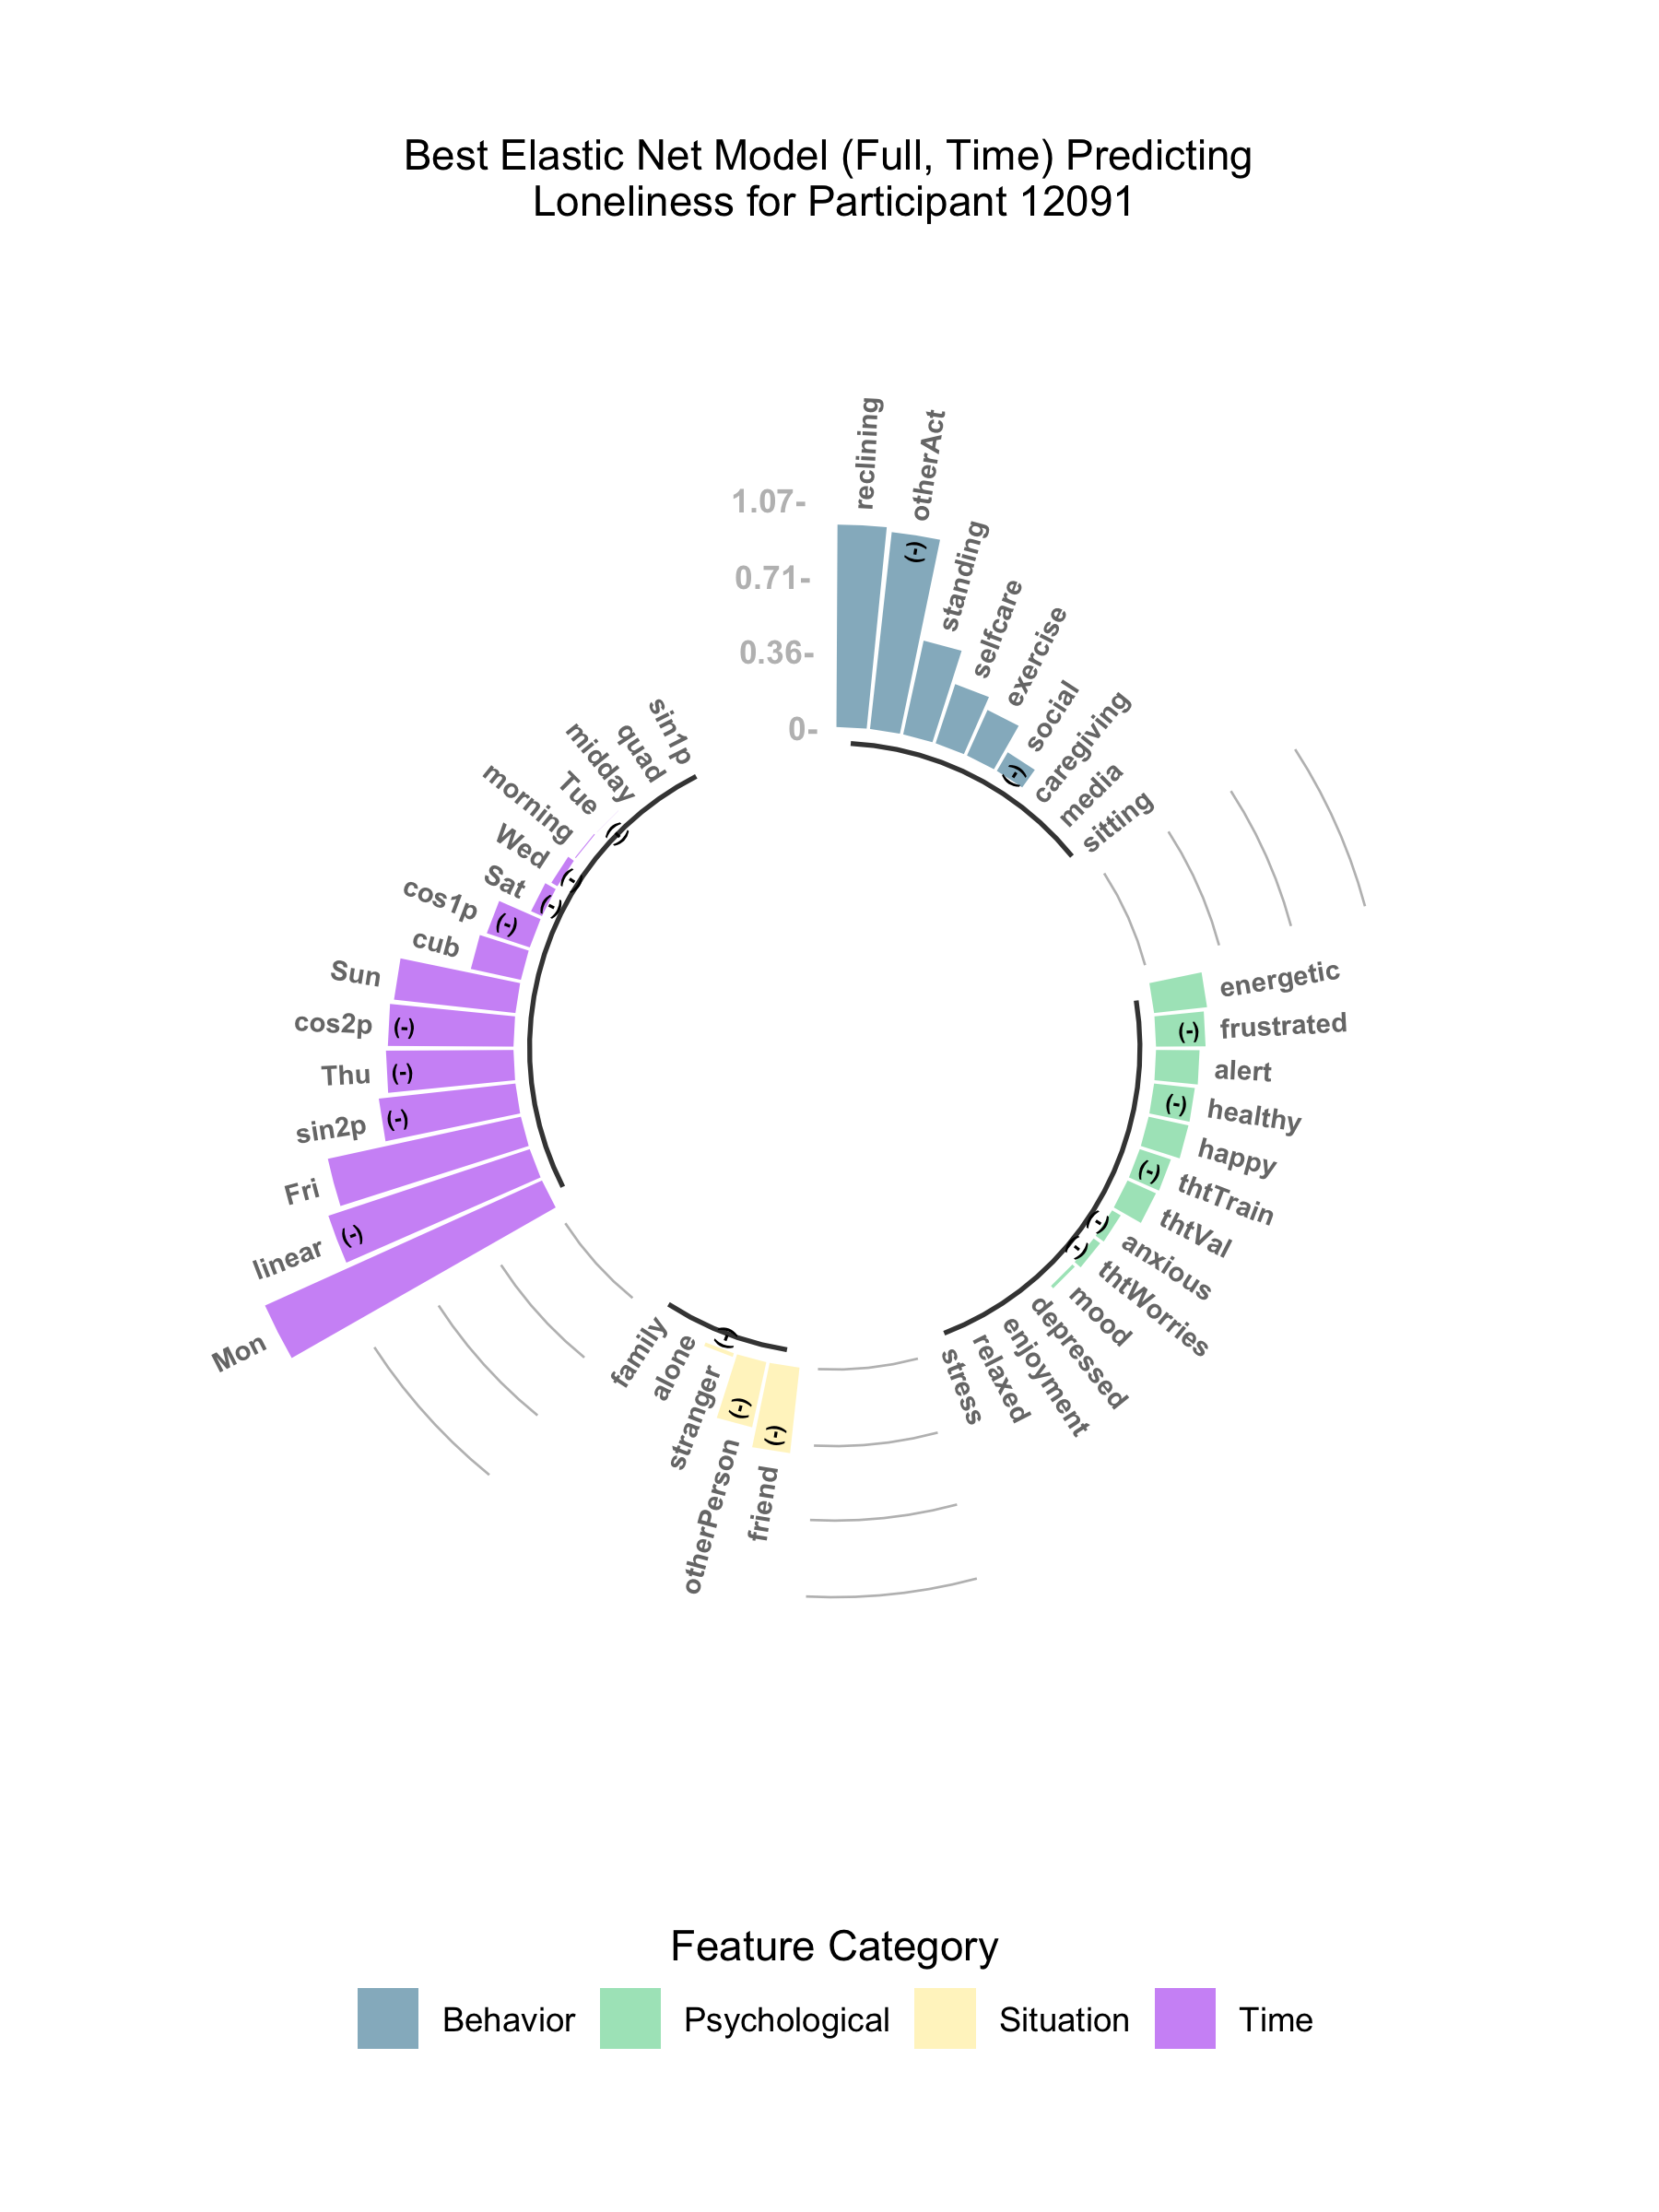 Best Elastic Net Model (Full, Time) Predicting
Loneliness for Participant 12091
1.07-
0.71-
0.36-
0-
reclining
otherAct
(-)
standing
selfcare
exercise
social
(-)
caregiving
media
sitting
energetic
frustrated
(-)
alert
healthy
(-)
happy
thtTrain
(-)
thtVal
anxious
(-)
thtWorries
(-)
mood
depressed
enjoyment
relaxed
stress
friend
(-)
otherPerson
(-)
stranger
(-)
alone
family
Mon
linear
(-)
Fri
sin2p
(-)
Thu
(-)
cos2p
(-)
Sun
cub
cos1p
(-)
Sat
(-)
Wed
(-)
morning
Tue
(-)
midday
quad
sin1p
Feature Category
Behavior
Psychological
Situation
Time